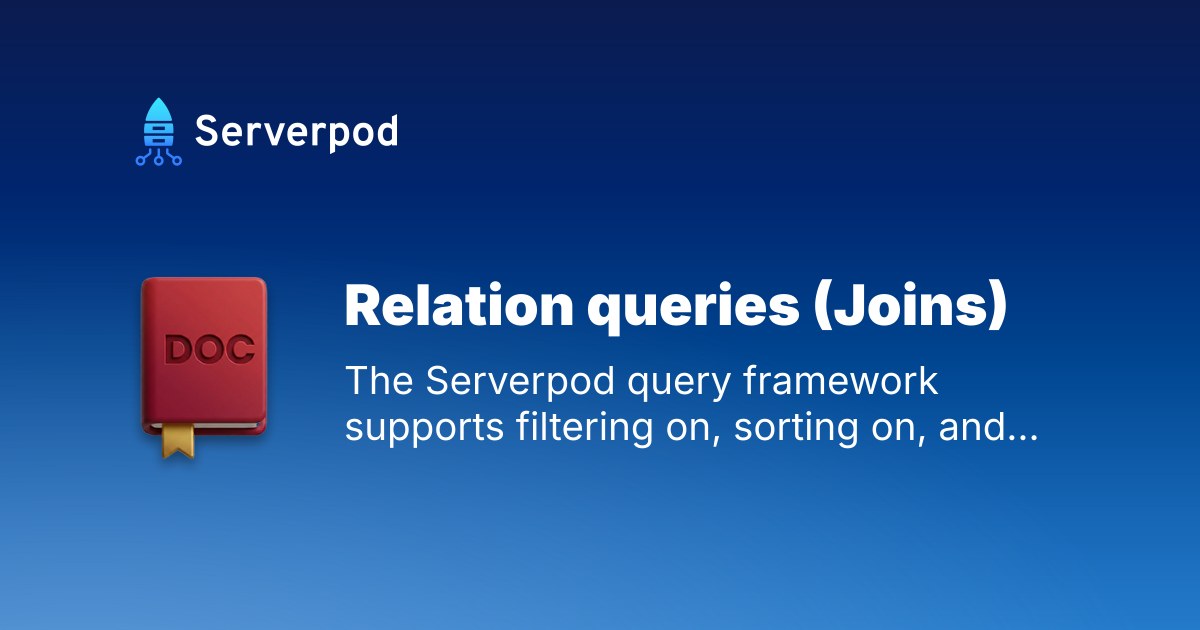 Serverpod
DOC
Relation queries (Joins)
The Serverpod query framework
supports filtering on, sorting on, and...